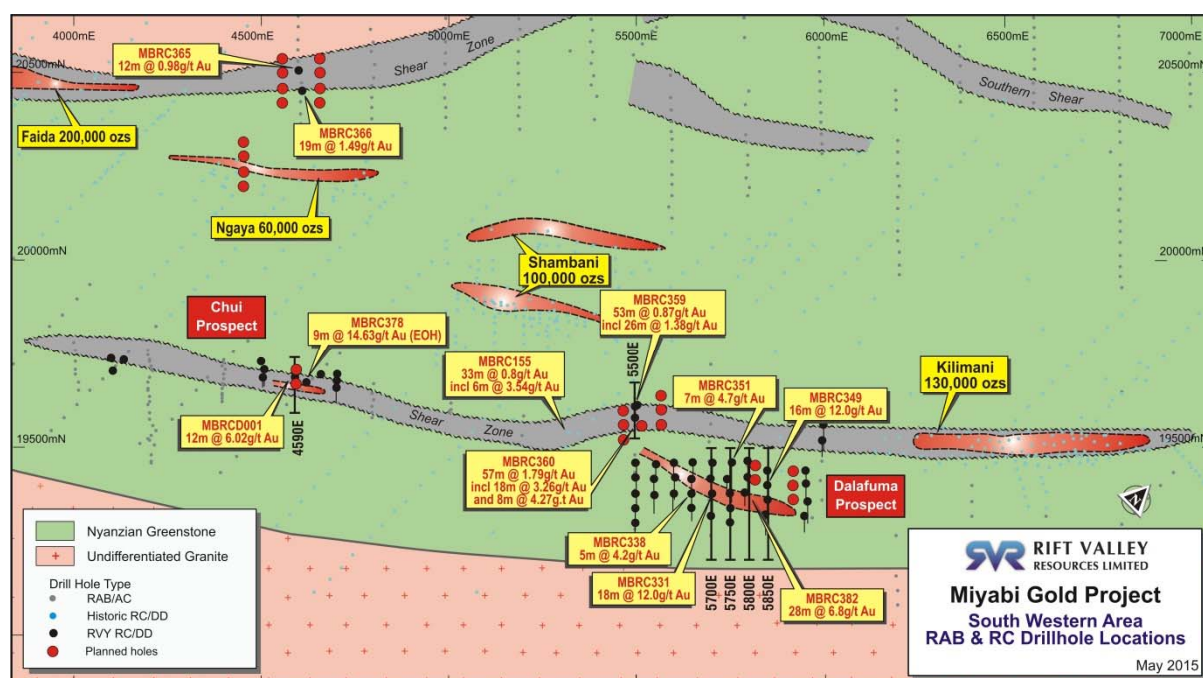 4000mE
4500mE
5000mE
5500mE
6000mE
6500mE
7000mE
MBRC365
12m @ 0.98g/t Au
Shear
Zone
20500mN
20500mN
Southern Shear
Faida 200,000 ozs
MBRC366
19m @ 1.49g/t Au
Ngaya 60,000 ozs
20000mN
20000mN
Shambani
100,000 ozs
Chui
Prospect
MBRC378
9m @ 14.63g/t Au (EOH)
MBRC359
53m @ 0.87g/t Au
incl 26m @ 1.38g/t Au
MBRC155
33m @ 0.8g/t Au
incl 6m @ 3.54g/t Au
5500E
MBRC351
7m @ 4.7g/t Au
MBRC349
16m @ 12.0g/t Au
Kilimani
130,000 ozs
MBRCD001
12m @ 6.02g/t Au
4590E
Shear
Zone
19500mN
19500mN
MBRC360
57m @ 1.79g/t Au
incl 18m @ 3.26g/t Au
and 8m @ 4.27g.t Au
Dalafuma
Prospect
N
MBRC338
5m @ 4.2g/t Au
MBRC331
18m @ 12.0g/t Au
5700E
5750E
5800E
5850E
MBRC382
28m @ 6.8g/t Au
Nyanzian Greenstone
Undifferentiated Granite
Drill Hole Type
RAB/AC
Historic RC/DD
RVY RC/DD
Planned holes
SVR RIFT VALLEY
RESOURCES LIMITED
Miyabi Gold Project
South Western Area
RAB & RC Drillhole Locations
May 2015